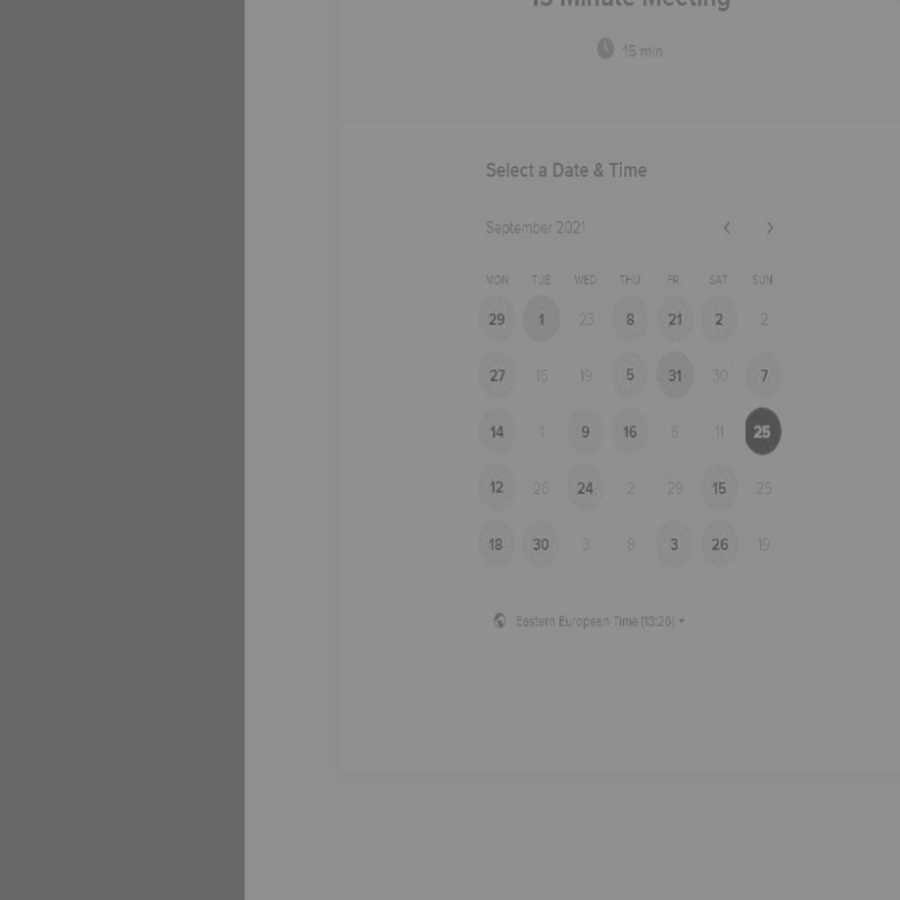 15 Minute Meeting
15 min
Select a Date & Time
September 2021
MON TUE WED THU FRI SAT SUN
29 1 23 8 21 2 2
27 16 19 5 31 30 7
14 1 9 16 6 11 25
12 26 24 2 29 15 25
18 30 3 8 3 26 19
Eastern European Time (13:26)